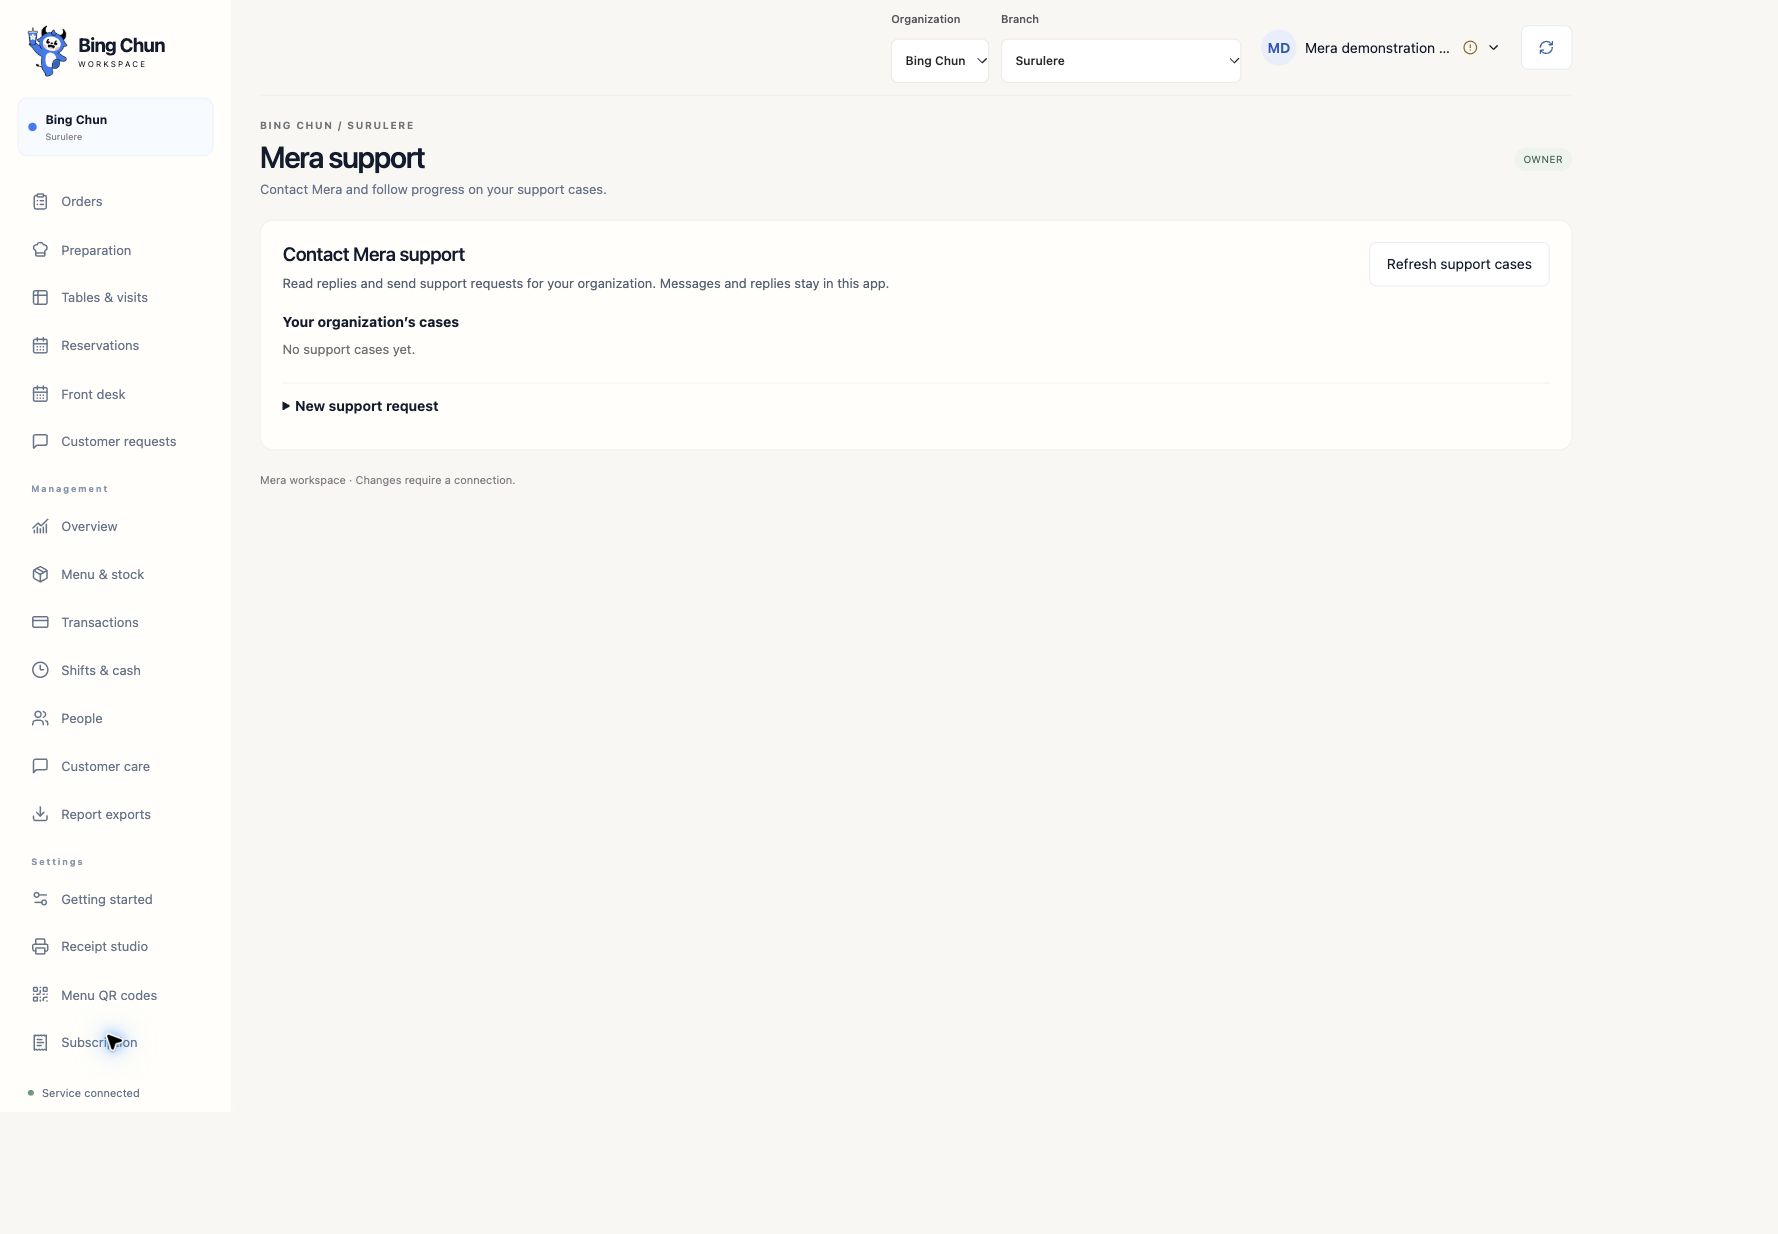 Bing Chun
WORKSPACE
Bing Chun
Surulere
Orders
Preparation
Tables & visits
Reservations
Front desk
Customer requests
Management
Overview
Menu & stock
Transactions
Shifts & cash
People
Customer care
Report exports
Settings
Getting started
Receipt studio
Menu QR codes
Subscription
Service connected
Organization
Bing Chun
Branch
Surulere
MD
Mera demonstration ...
BING CHUN / SURULERE
Mera support
Contact Mera and follow progress on your support cases.
OWNER
Contact Mera support
Read replies and send support requests for your organization. Messages and replies stay in this app.
Refresh support cases
Your organization’s cases
No support cases yet.
New support request
Mera workspace · Changes require a connection.